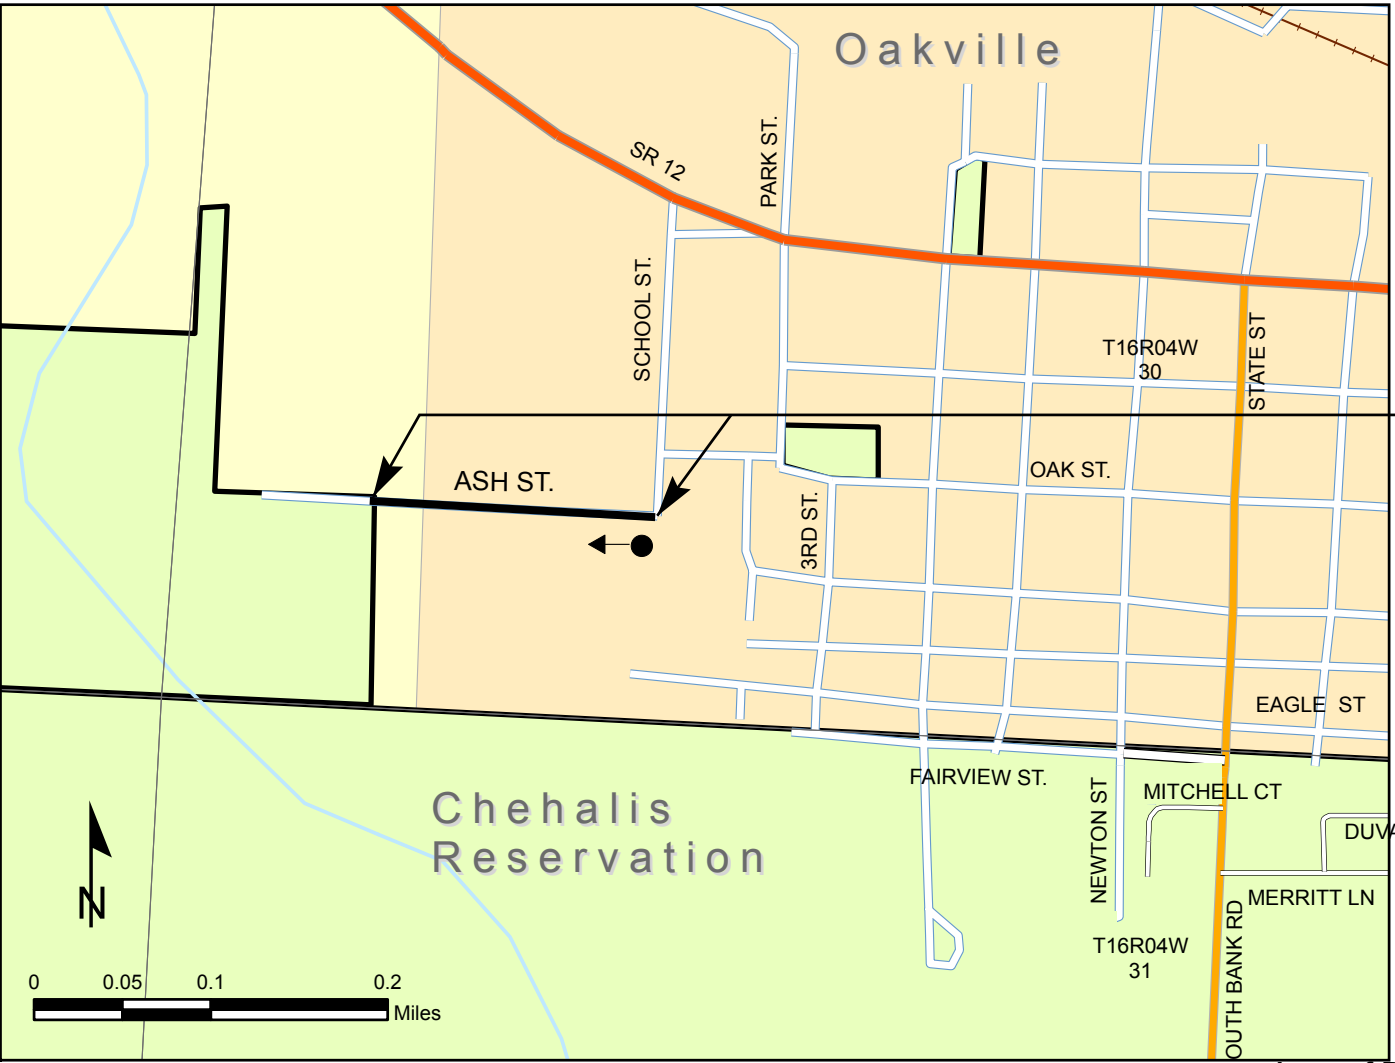 Oakville
SR 12
PARK ST.
SCHOOL ST.
T16R04W
30
STATE ST
ASH ST.
OAK ST.
3RD ST.
EAGLE ST
FAIRVIEW ST.
NEWTON ST
MITCHELL CT
DUVA
MERRITT LN
Chehalis
Reservation
T16R04W
31
OUTH BANK RD
N
0 0.05 0.1 0.2
Miles